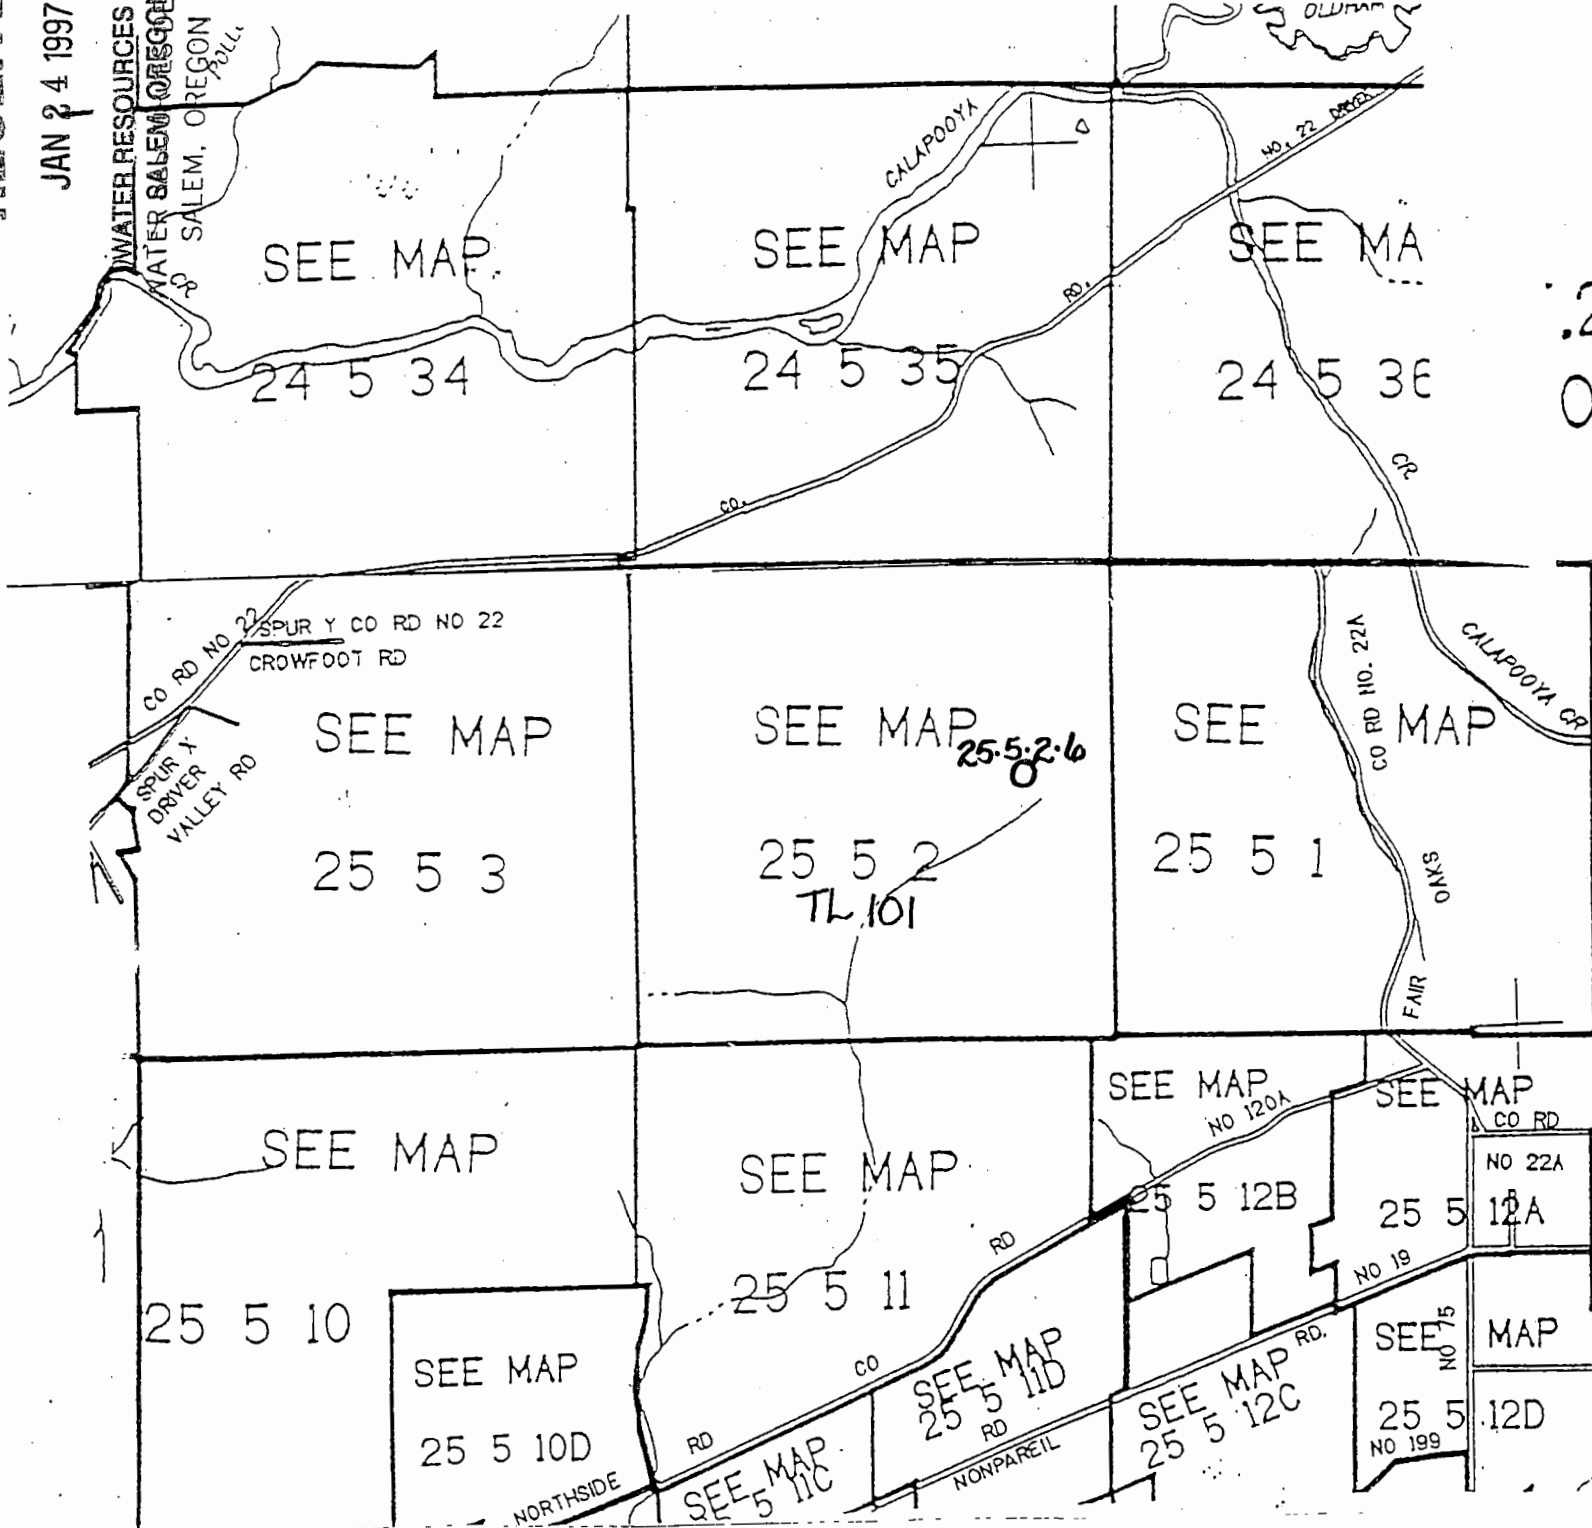 JAN 24 1997
WATER RESOURCES
SALEM, OREGON
SALEM, OREGON
OLDHAM
CALAPOOYA
NO. 22
SEE MAP
SEE MAP
SEE MA
CR
RD.
24 5 34
24 5 35
24 5 36
CR
CO.
CO RD NO 22
SPUR Y CO RD NO 22
CROWFOOT RD
CO RD NO. 22A
CALAPOOYA CR
SEE MAP
SEE MAP
SEE MAP
25.5.2.6
SPUR X
DRIVER
VALLEY RD
25 5 3
25 5 2
25 5 1
TL 101
OAKS
FAIR
SEE MAP
SEE MAP
NO 120A
CO RD
SEE MAP
SEE MAP
NO 22A
25 5 12B
25 5 12A
RD
NO 19
25 5 10
25 5 11
SEE MAP
NO 75
SEE MAP
CO
SEE MAP
25 5 11D
RD.
SEE MAP
25 5 12C
25 5 12D
25 5 10D
RD
RD
NO 199
NORTHSIDE
SEE MAP
5 11C
NONPAREIL